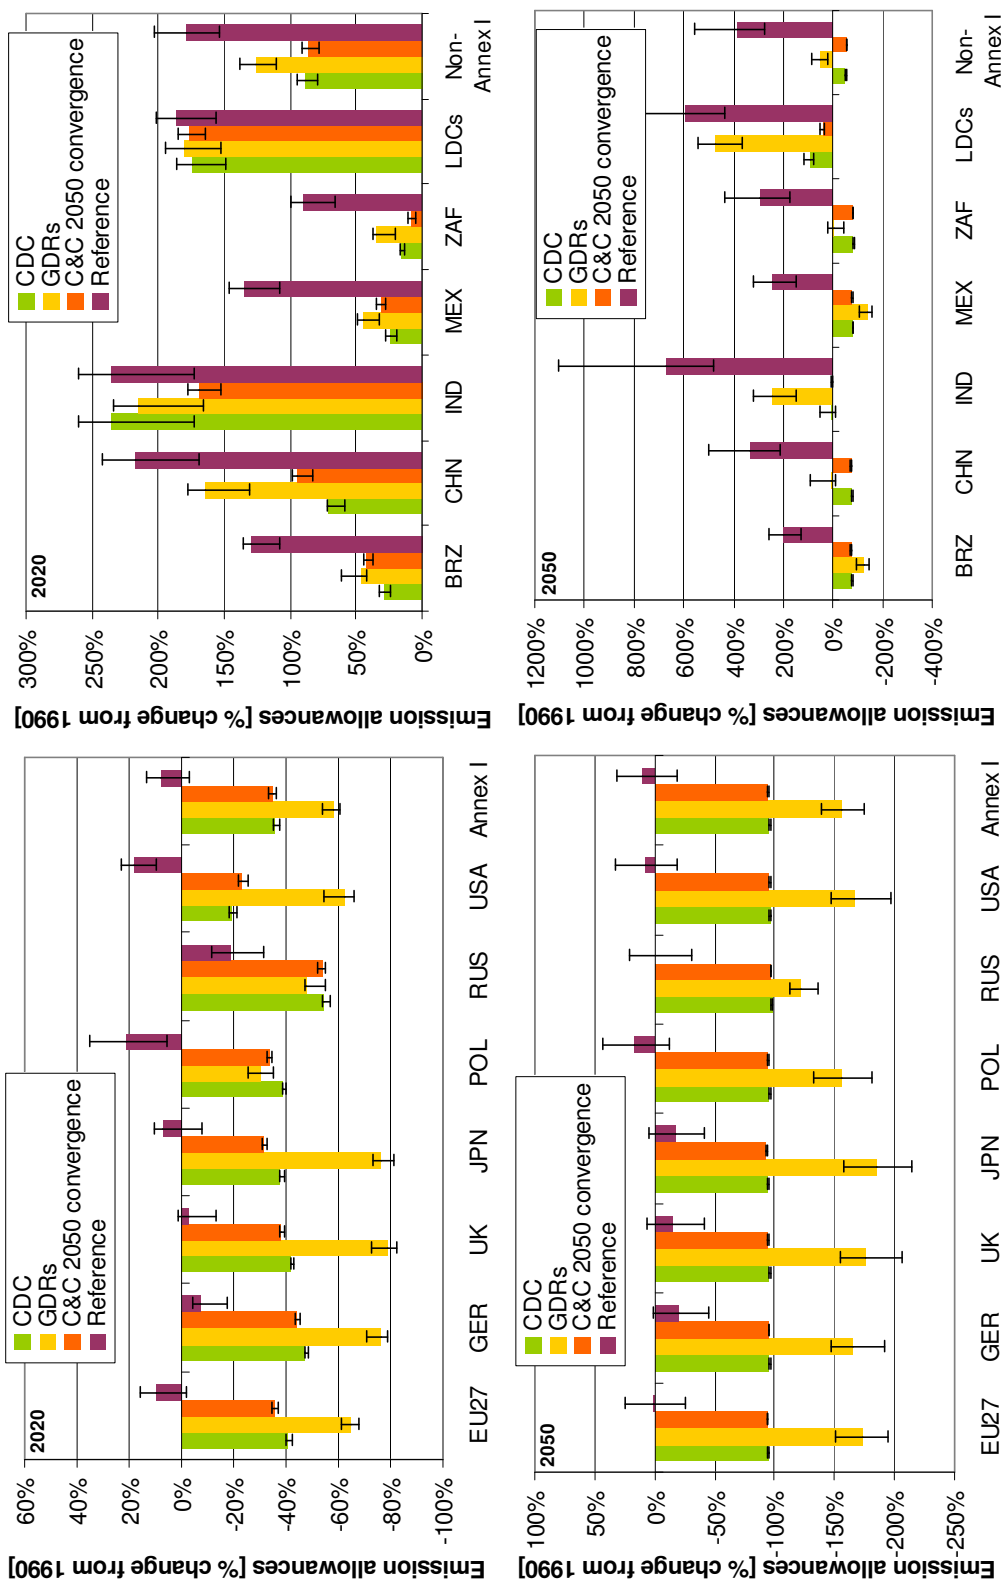 2020
CDC
GDRs
C&C 2050 convergence
Reference
60%
40%
20%
0%
-20%
-40%
-60%
-80%
-100%
Emission allowances [% change from 1990]
EU27 GER UK JPN POL RUS USA Annex I
2020
CDC
GDRs
C&C 2050 convergence
Reference
300%
250%
200%
150%
100%
50%
0%
Emission allowances [% change from 1990]
BRZ CHN IND MEX ZAF LDCs Non-
Annex I
2050
CDC
GDRs
C&C 2050 convergence
Reference
100%
50%
0%
-50%
-100%
-150%
-200%
-250%
Emission allowances [% change from 1990]
EU27 GER UK JPN POL RUS USA Annex I
2050
CDC
GDRs
C&C 2050 convergence
Reference
1200%
1000%
800%
600%
400%
200%
0%
-200%
-400%
Emission allowances [% change from 1990]
BRZ CHN IND MEX ZAF LDCs Non-
Annex I